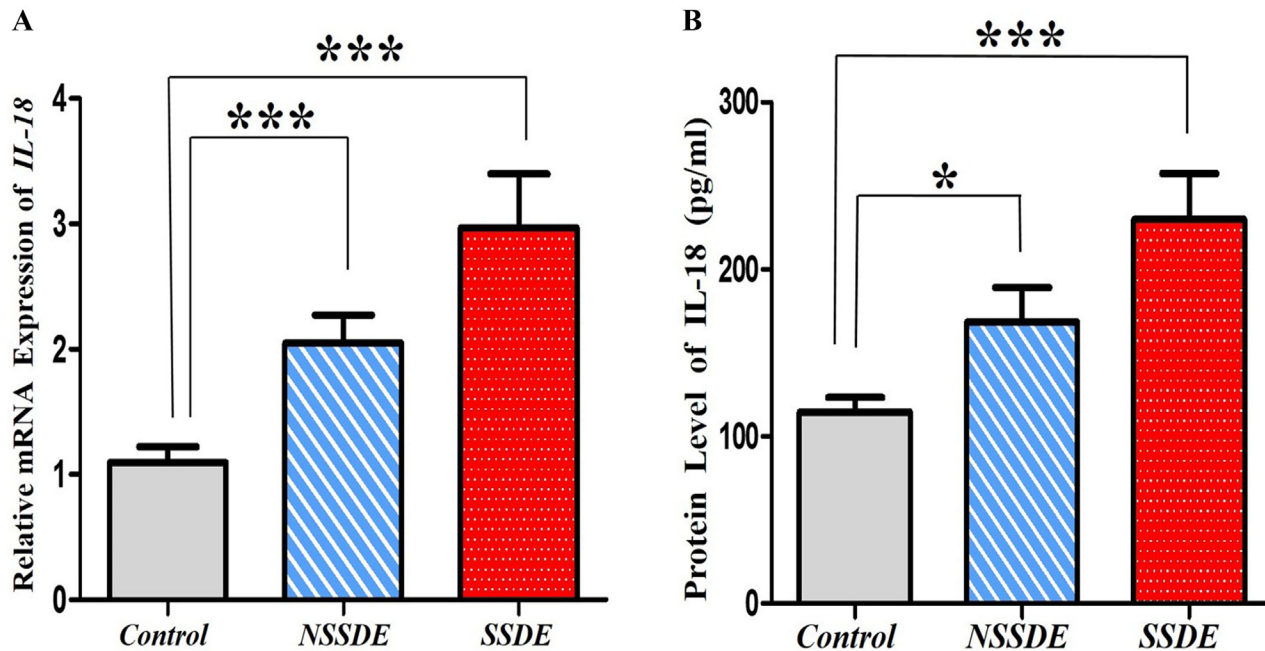 A
Relative mRNA Expression of IL-18
4
3
2
1
0
***
***
Control
NSSDE
SSDE
B
Protein Level of IL-18 (pg/ml)
300
200
100
0
***
*
Control
NSSDE
SSDE